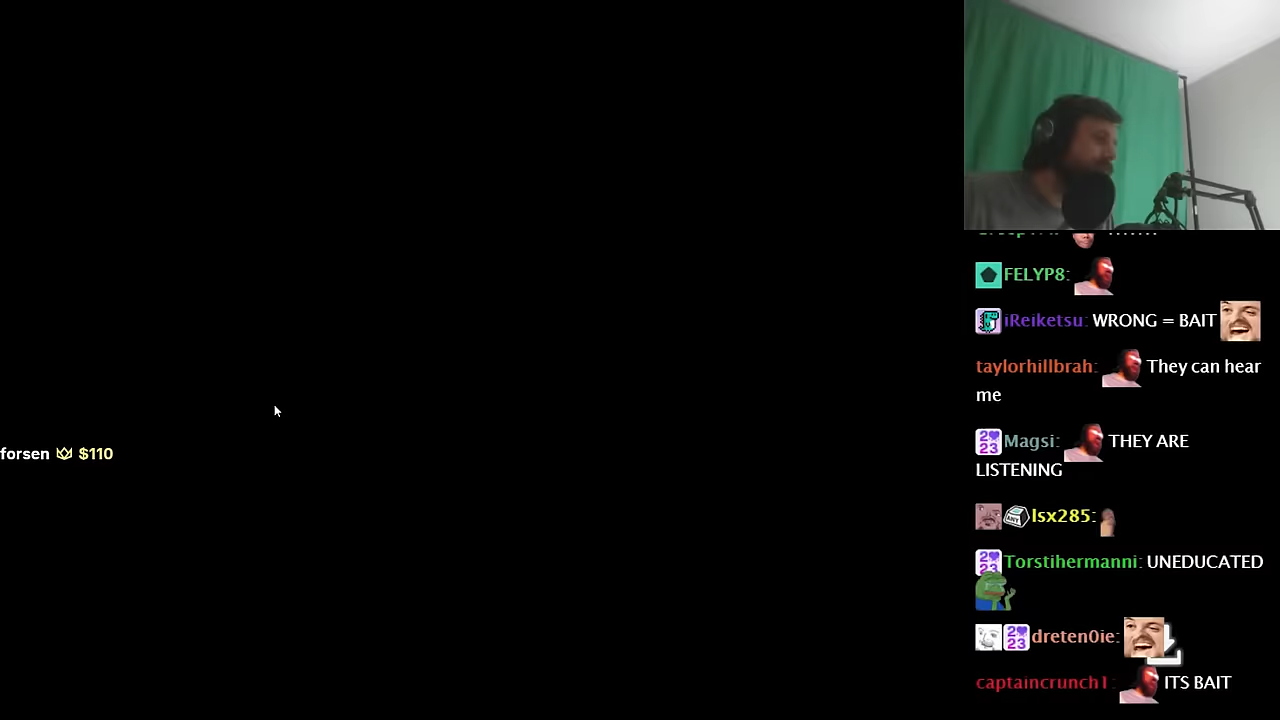 FELYP8:
iReiketsu: WRONG = BAIT
taylorhillbrah: They can hear
me
Magsi: THEY ARE
LISTENING
forsen $110
lsx285:
Torstihermanni: UNEDUCATED
dreten0ie:
captaincrunch1: ITS BAIT